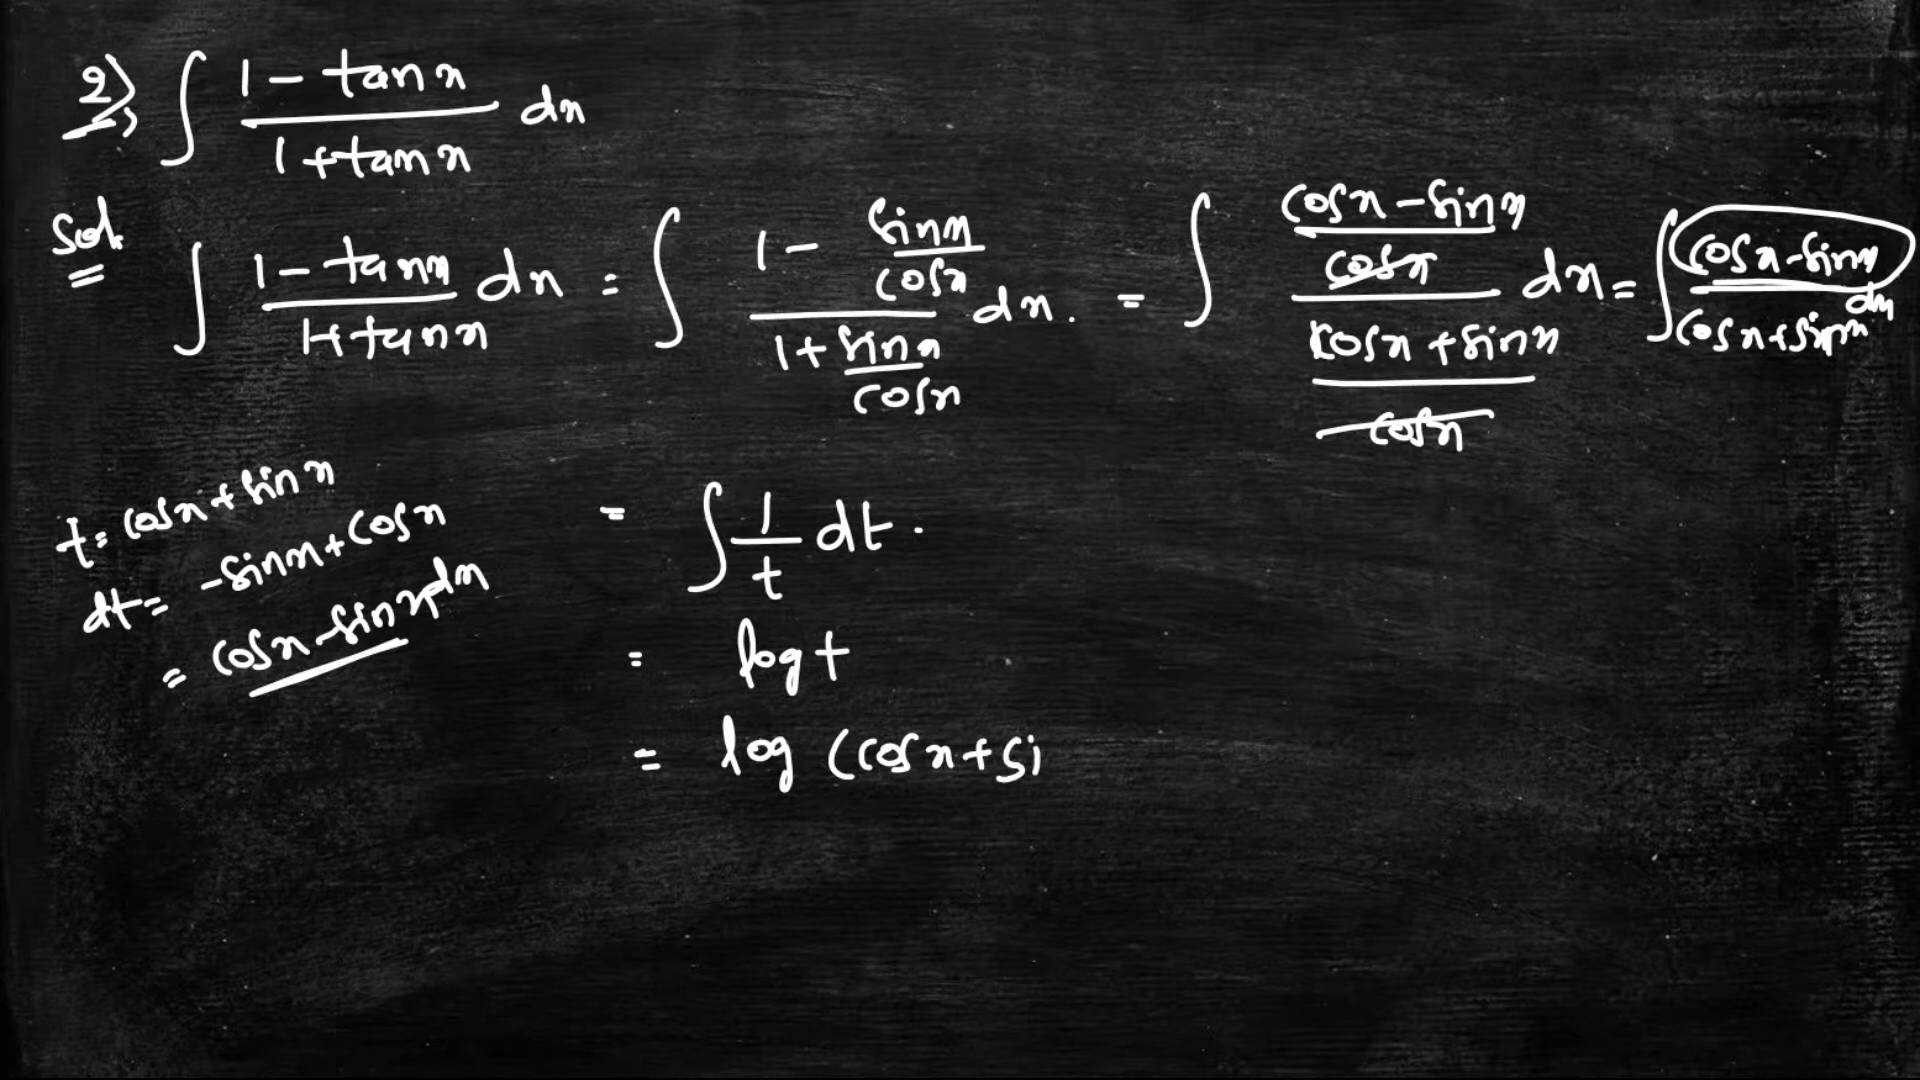 2) ∫ (1 - tan x)/(1 + tan x) dx
Sol. ∫ (1 - tan x)/(1 + tan x) dx = ∫ (1 - sin x/cos x)/(1 + sin x/cos x) dx. = ∫ ((cos x - sin x)/cos x)/((cos x + sin x)/cos x) dx = ∫ (cos x - sin x)/(cos x + sin x) dx
t = cos x + sin x
dt = -sin x + cos x
= cos x - sin x dx
= ∫ 1/t dt.
= log t
= log (cos x + si